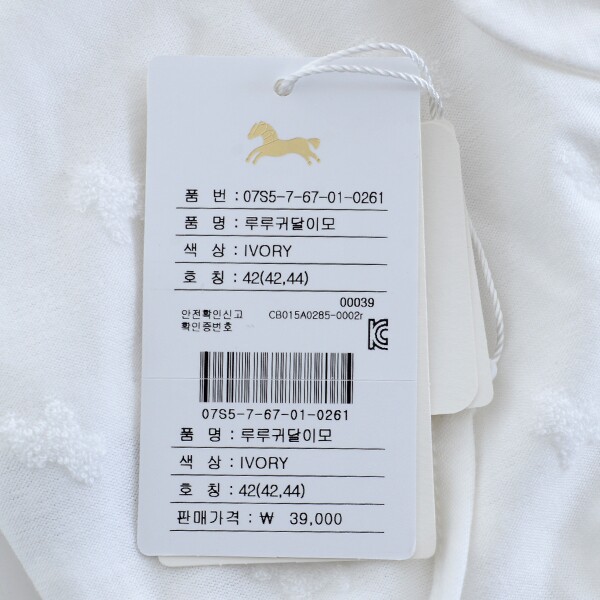 품 번 : 07S5-7-67-01-0261
품 명 : 루루귀달이모
색 상 : IVORY
호 칭 : 42(42,44)
00039
안전확인신고 CB015A0285-0002r
확인증번호
07S5-7-67-01-0261
품 명 : 루루귀달이모
색 상 : IVORY
호 칭 : 42(42,44)
판매가격 : ₩ 39,000